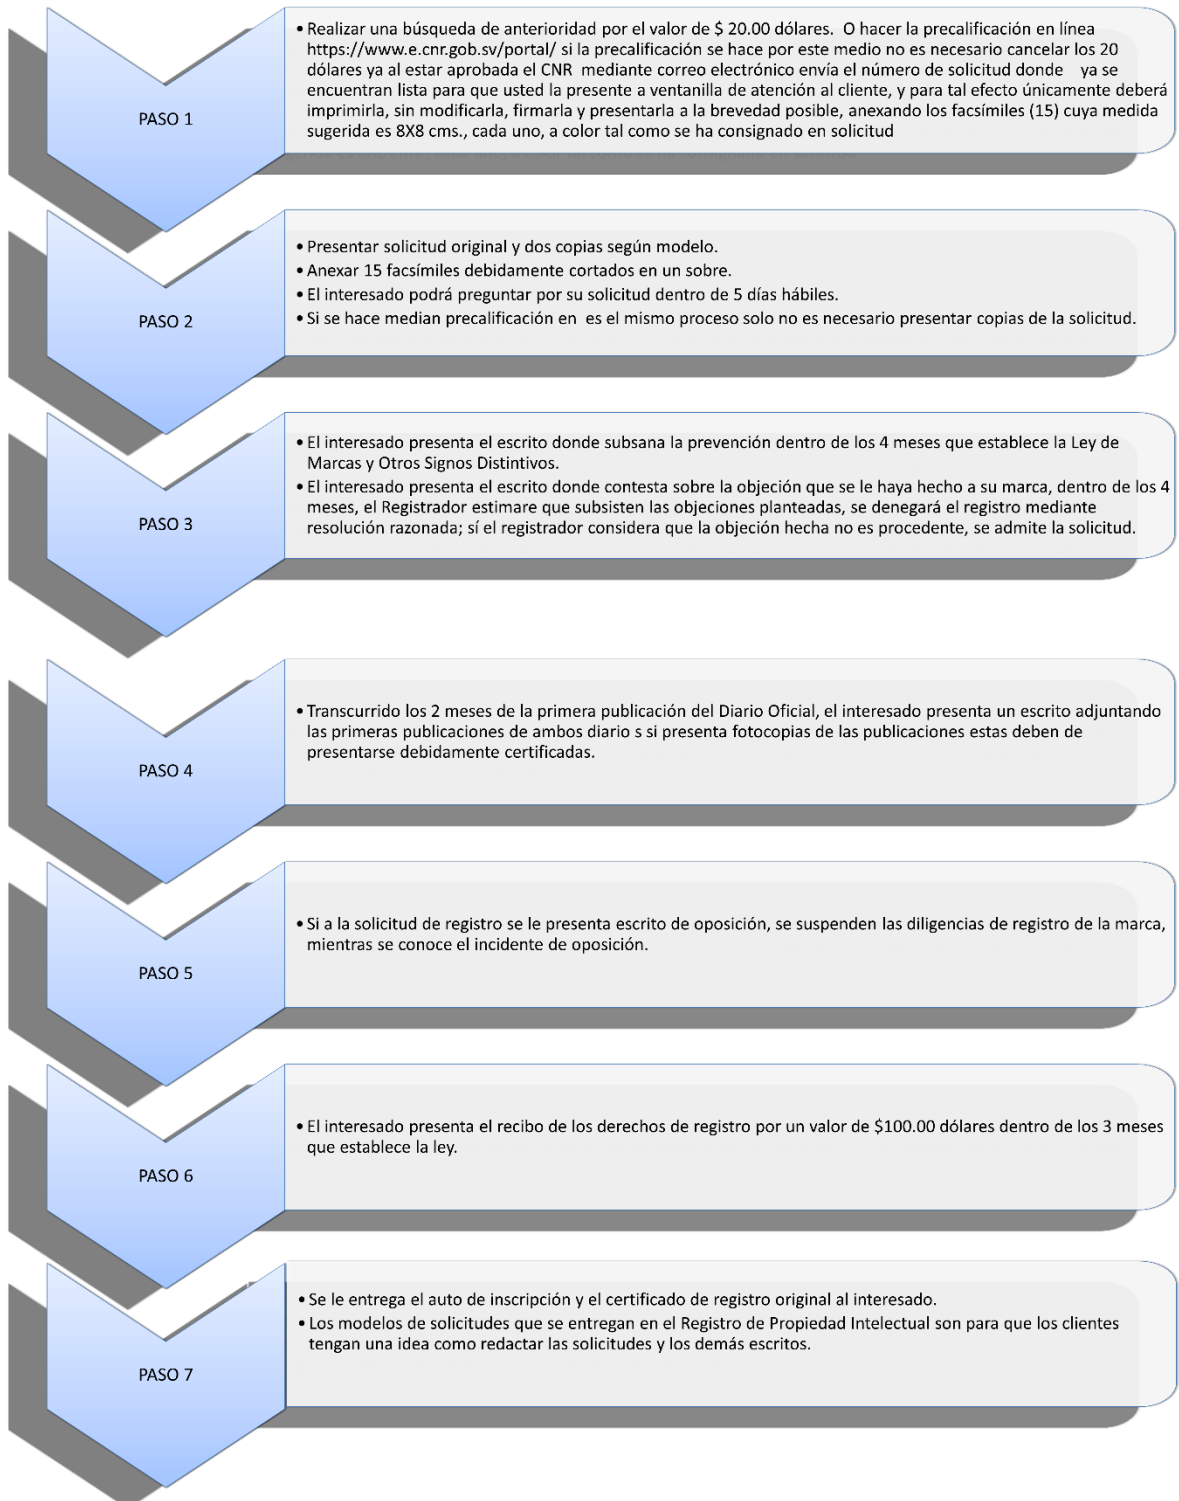 PASO 1
• Realizar una búsqueda de anterioridad por el valor de $ 20.00 dólares.  O hacer la precalificación en línea
https://www.e.cnr.gob.sv/portal/ si la precalificación se hace por este medio no es necesario cancelar los 20
dólares ya al estar aprobada el CNR  mediante correo electrónico envía el número de solicitud donde    ya se
encuentran lista para que usted la presente a ventanilla de atención al cliente, y para tal efecto únicamente deberá
imprimirla, sin modificarla, firmarla y presentarla a la brevedad posible, anexando los facsímiles (15) cuya medida
sugerida es 8X8 cms., cada uno, a color tal como se ha consignado en solicitud
PASO 2
• Presentar solicitud original y dos copias según modelo.
• Anexar 15 facsímiles debidamente cortados en un sobre.
• El interesado podrá preguntar por su solicitud dentro de 5 días hábiles.
• Si se hace median precalificación en  es el mismo proceso solo no es necesario presentar copias de la solicitud.
PASO 3
• El interesado presenta el escrito donde subsana la prevención dentro de los 4 meses que establece la Ley de
Marcas y Otros Signos Distintivos.
• El interesado presenta el escrito donde contesta sobre la objeción que se le haya hecho a su marca, dentro de los 4
meses, el Registrador estimare que subsisten las objeciones planteadas, se denegará el registro mediante
resolución razonada; sí el registrador considera que la objeción hecha no es procedente, se admite la solicitud.
PASO 4
• Transcurrido los 2 meses de la primera publicación del Diario Oficial, el interesado presenta un escrito adjuntando
las primeras publicaciones de ambos diario s si presenta fotocopias de las publicaciones estas deben de
presentarse debidamente certificadas.
PASO 5
• Si a la solicitud de registro se le presenta escrito de oposición, se suspenden las diligencias de registro de la marca,
mientras se conoce el incidente de oposición.
PASO 6
• El interesado presenta el recibo de los derechos de registro por un valor de $100.00 dólares dentro de los 3 meses
que establece la ley.
PASO 7
• Se le entrega el auto de inscripción y el certificado de registro original al interesado.
• Los modelos de solicitudes que se entregan en el Registro de Propiedad Intelectual son para que los clientes
tengan una idea como redactar las solicitudes y los demás escritos.